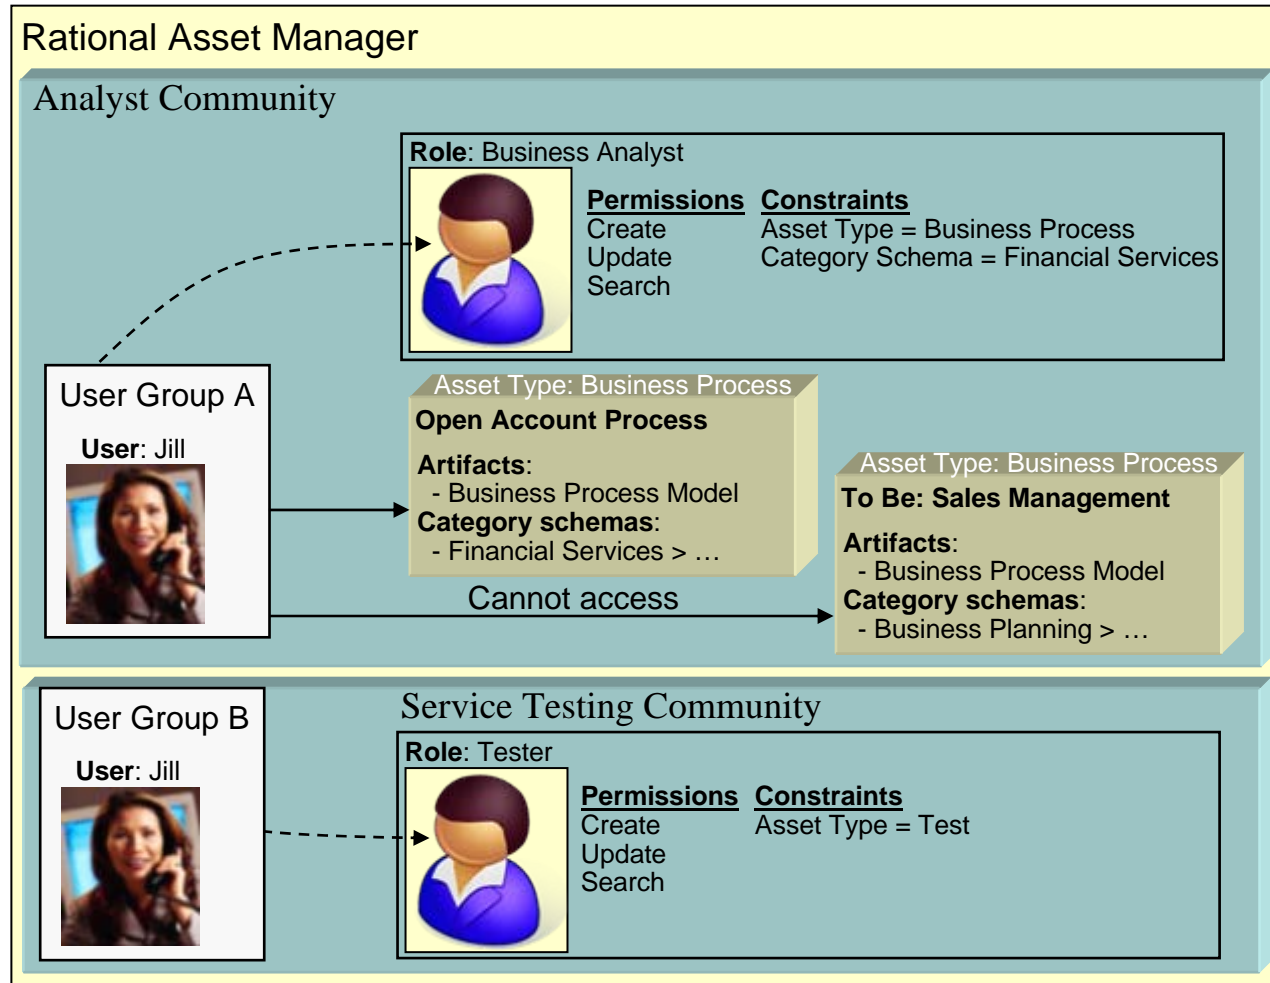 Rational Asset Manager
Analyst Community
Role: Business Analyst
Permissions Constraints
Create Asset Type = Business Process
Update Category Schema = Financial Services
Search
User Group A
User: Jill
Asset Type: Business Process
Open Account Process
Artifacts:
- Business Process Model
Category schemas:
- Financial Services > …
Cannot access
Asset Type: Business Process
To Be: Sales Management
Artifacts:
- Business Process Model
Category schemas:
- Business Planning > …
User Group B
User: Jill
Service Testing Community
Role: Tester
Permissions Constraints
Create Asset Type = Test
Update
Search